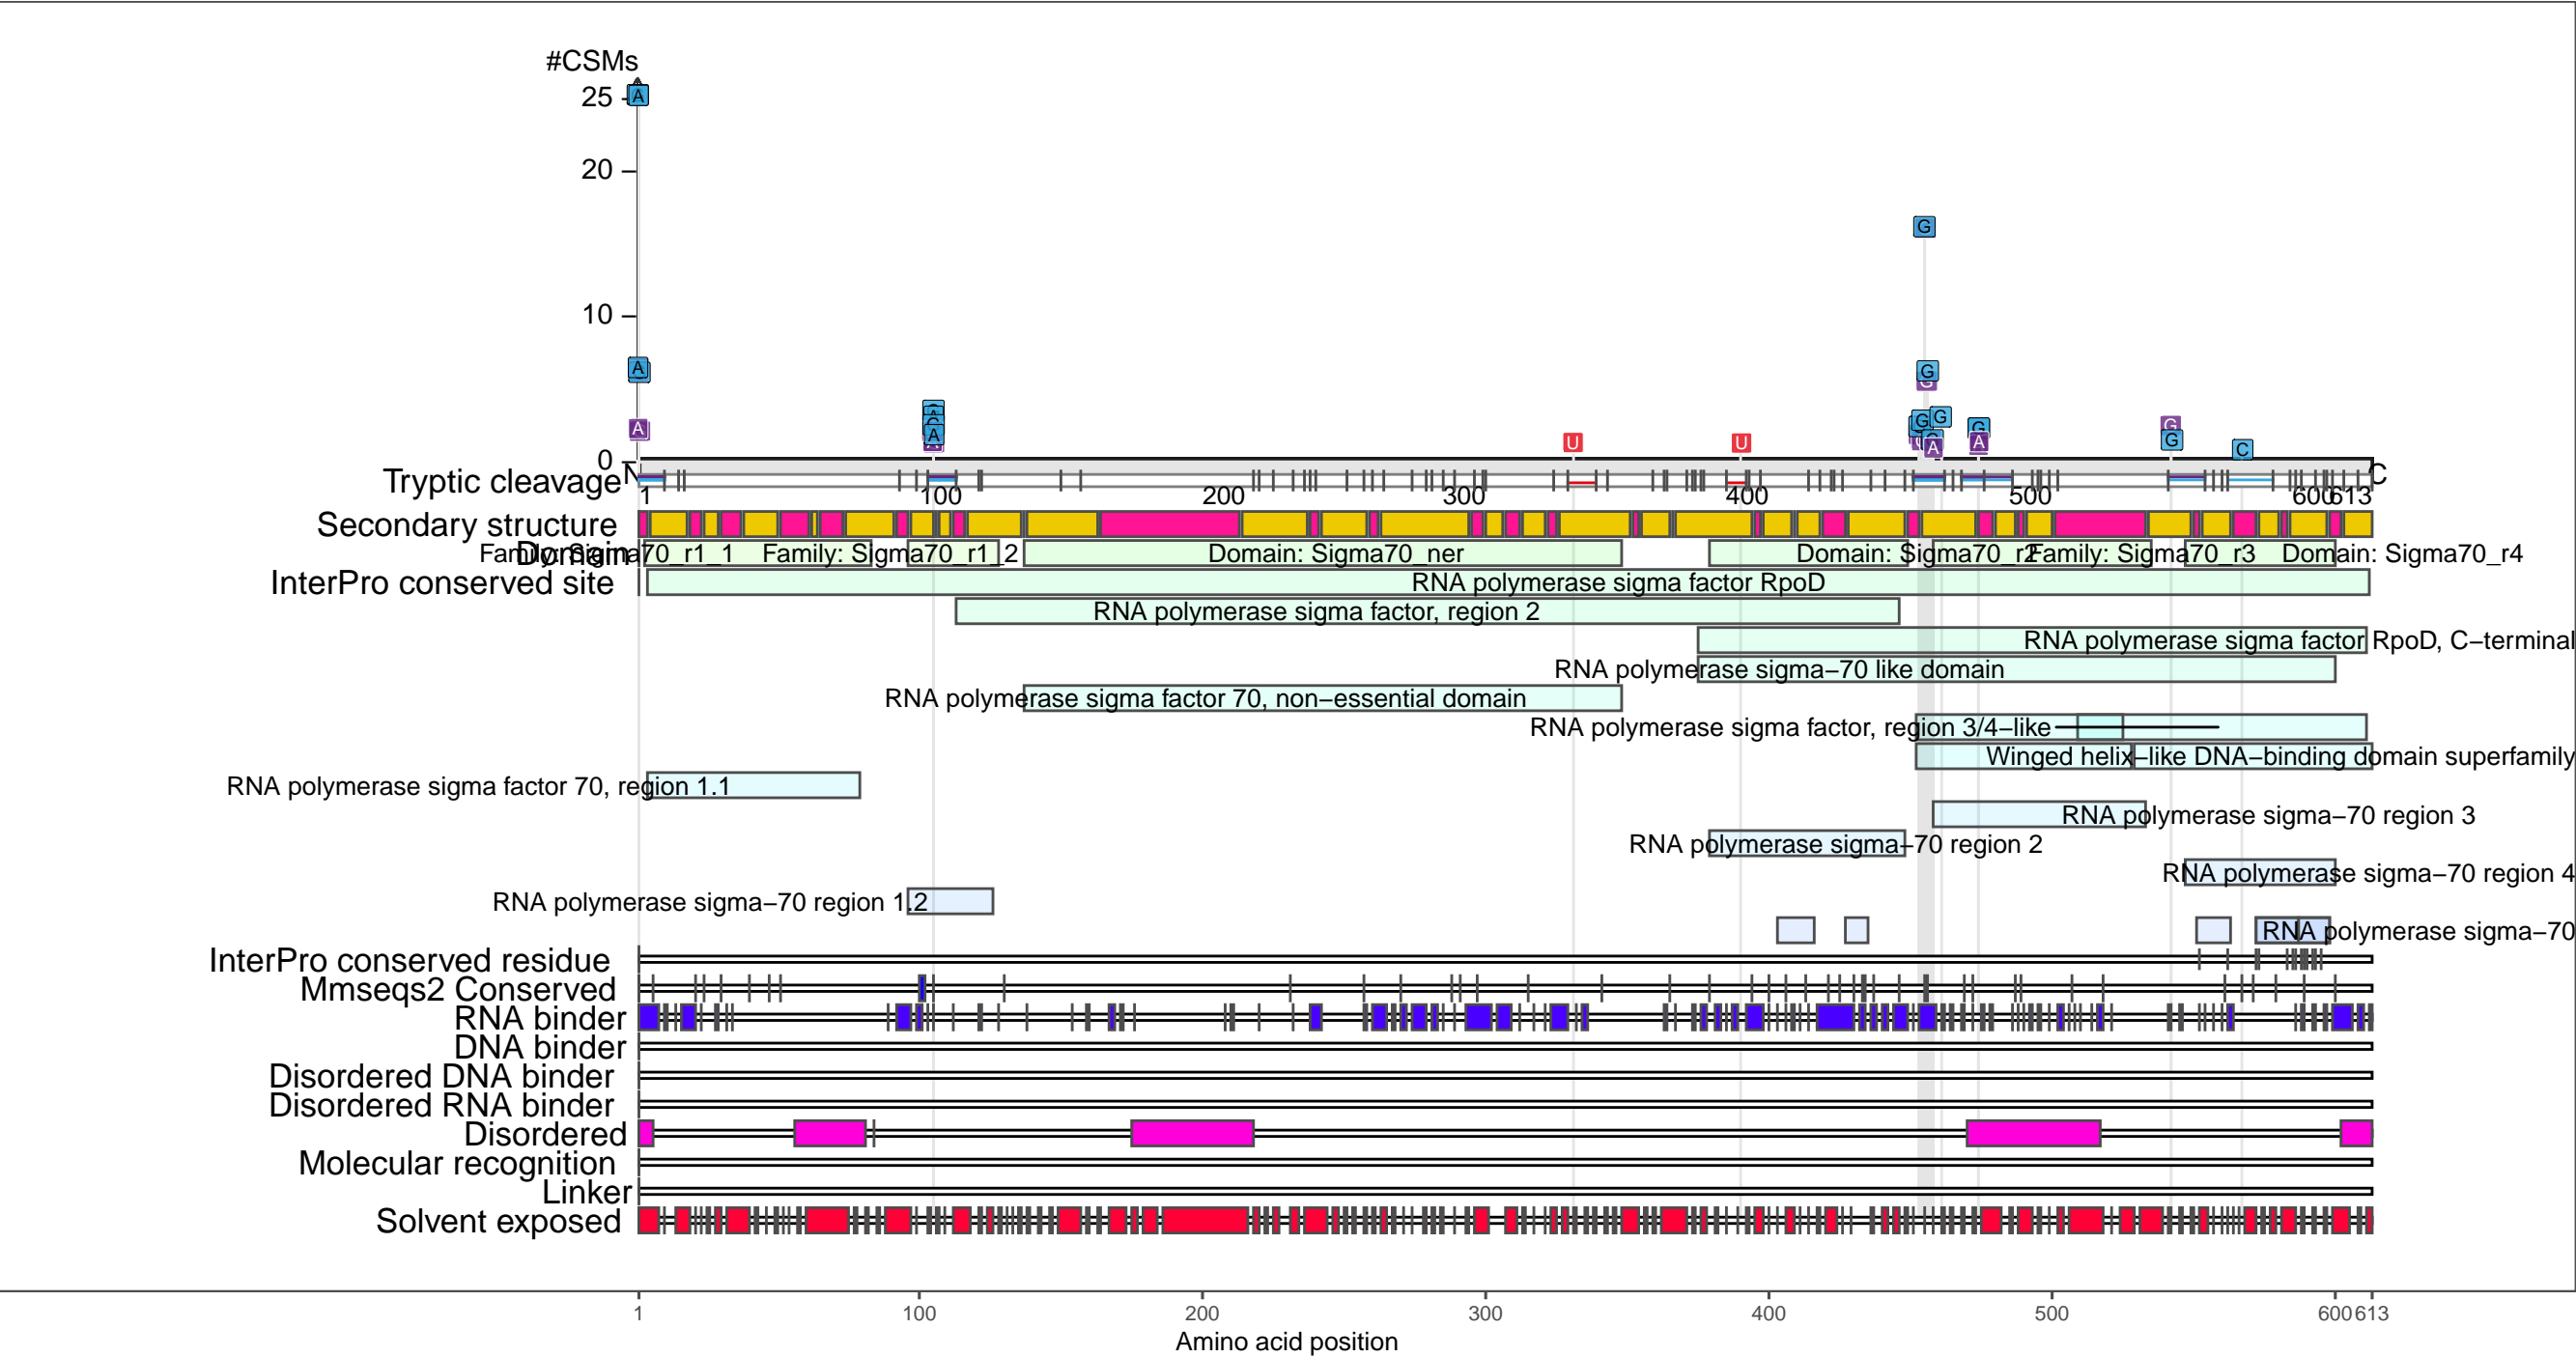 #CSMs
25
A
20
G
10
A
G
G
G
G
G
A
G
G
A
U
U
G
A
A
G
C
0
N
C
Tryptic cleavage
1 100 200 300 400 500 600 613
Secondary structure
Domain
Family: Sigma70_r1_1 Family: Sigma70_r1_2 Domain: Sigma70_ner Domain: Sigma70_r2 Family: Sigma70_r3 Domain: Sigma70_r4
InterPro conserved site
RNA polymerase sigma factor RpoD
RNA polymerase sigma factor, region 2
RNA polymerase sigma factor RpoD, C−terminal
RNA polymerase sigma−70 like domain
RNA polymerase sigma factor 70, non−essential domain
RNA polymerase sigma factor, region 3/4−like
Winged helix−like DNA−binding domain superfamily
RNA polymerase sigma factor 70, region 1.1
RNA polymerase sigma−70 region 3
RNA polymerase sigma−70 region 2
RNA polymerase sigma−70 region 4
RNA polymerase sigma−70 region 1.2
RNA polymerase sigma−70
InterPro conserved residue
Mmseqs2 Conserved
RNA binder
DNA binder
Disordered DNA binder
Disordered RNA binder
Disordered
Molecular recognition
Linker
Solvent exposed
1 100 200 300 400 500 600 613
Amino acid position